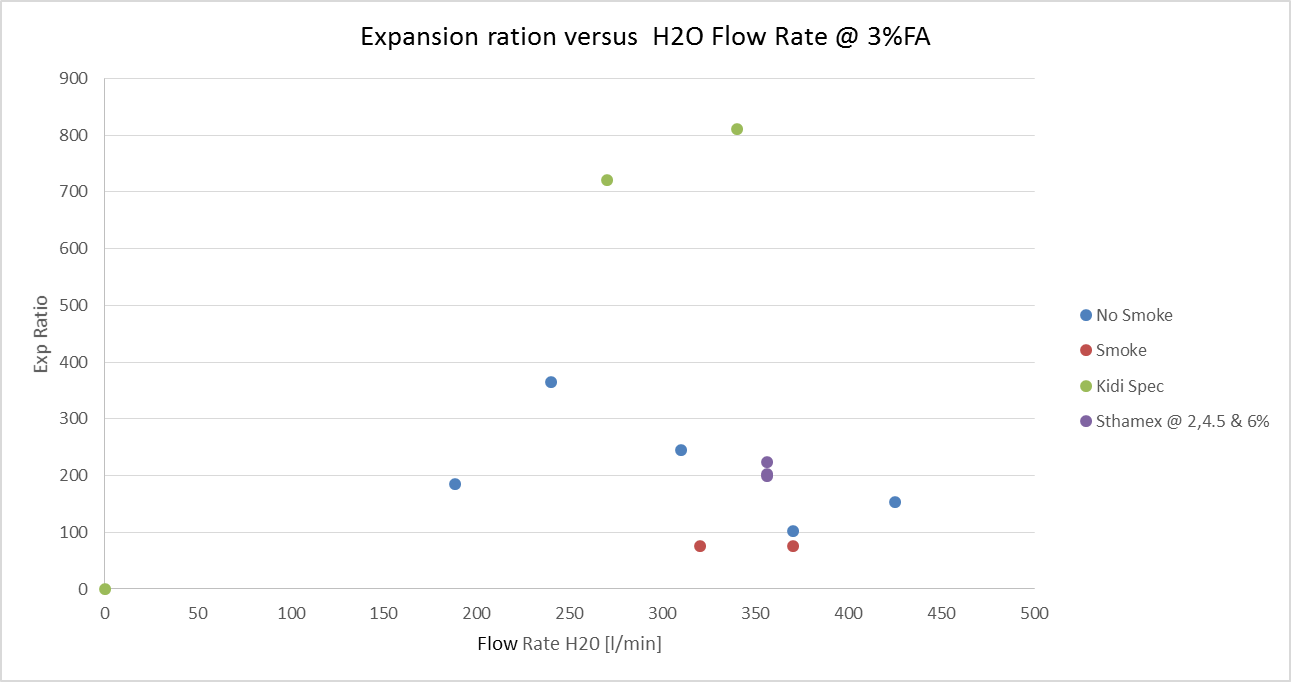 Expansion ration versus  H2O Flow Rate @ 3%FA
900
800
700
600
500
400
300
200
100
0
Exp Ratio
0 50 100 150 200 250 300 350 400 450 500
Flow Rate H20 [l/min]
No Smoke
Smoke
Kidi Spec
Sthamex @ 2,4.5 & 6%